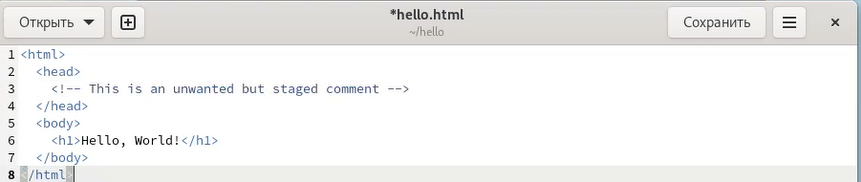 Открыть
*hello.html
~/hello
Сохранить
1 <html>
2   <head>
3     <!-- This is an unwanted but staged comment -->
4   </head>
5   <body>
6     <h1>Hello, World!</h1>
7   </body>
8 </html>